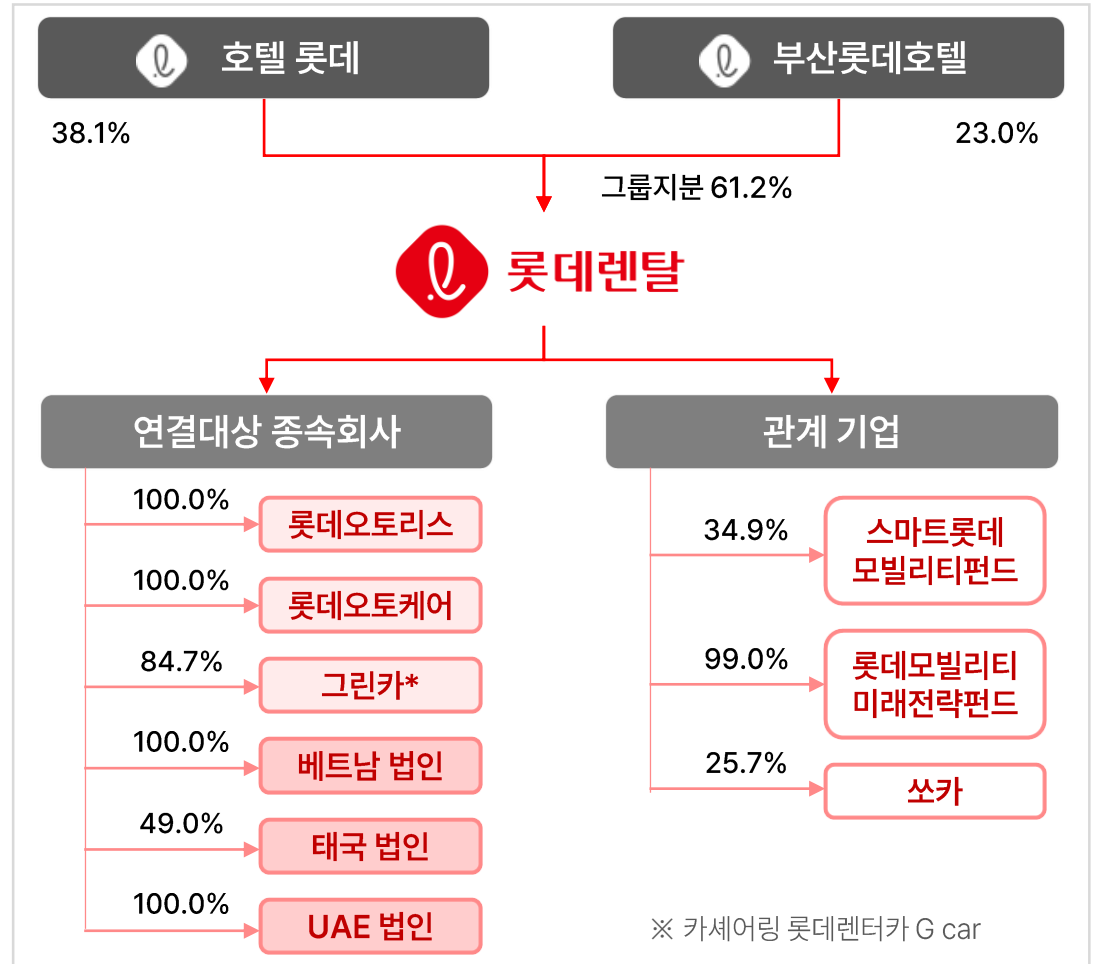 호텔 롯데
부산롯데호텔
38.1%
23.0%
그룹지분 61.2%
롯데렌탈
연결대상 종속회사
관계 기업
100.0%
롯데오토리스
100.0%
롯데오토케어
84.7%
그린카*
100.0%
베트남 법인
49.0%
태국 법인
100.0%
UAE 법인
34.9%
스마트롯데
모빌리티펀드
99.0%
롯데모빌리티
미래전략펀드
25.7%
쏘카
※ 카셰어링 롯데렌터카 G car